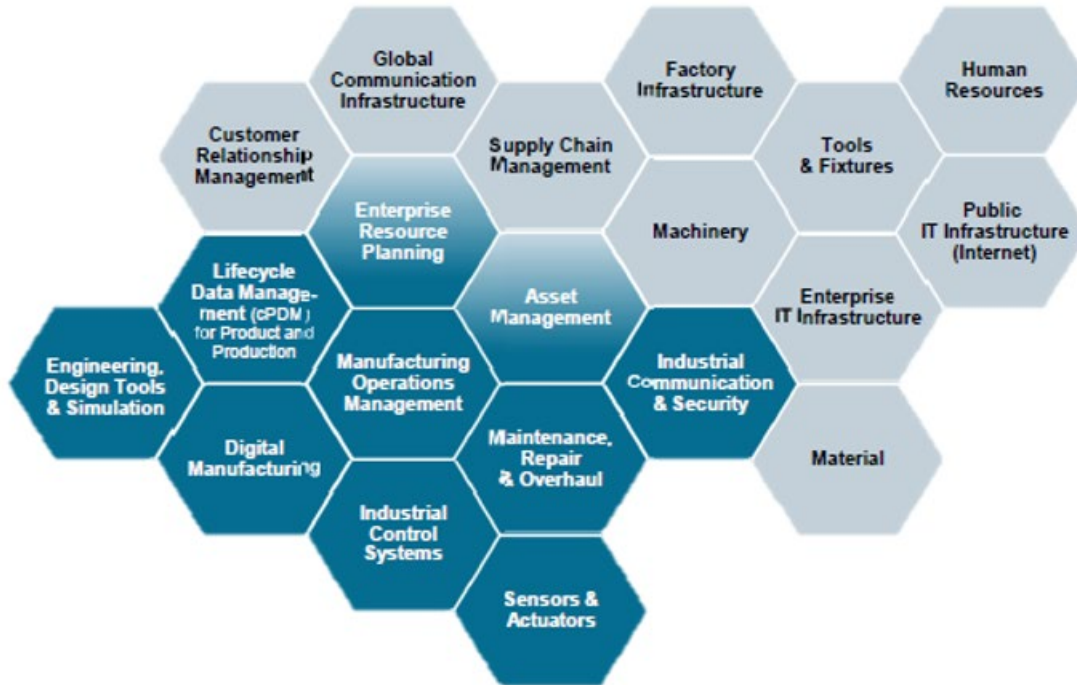 Global
Communication
Infrastructure
Factory
Infrastructure
Human
Resources
Customer
Relationship
Management
Supply Chain
Management
Tools
& Fixtures
Enterprise
Resource
Planning
Machinery
Public
IT Infrastructure
(Internet)
Lifecycle
Data Manage-
ment (cPDM)
for Product and
Production
Asset
Management
Enterprise
IT Infrastructure
Engineering,
Design Tools
& Simulation
Manufacturing
Operations
Management
Industrial
Communication
& Security
Digital
Manufacturing
Maintenance,
Repair
& Overhaul
Material
Industrial
Control
Systems
Sensors &
Actuators